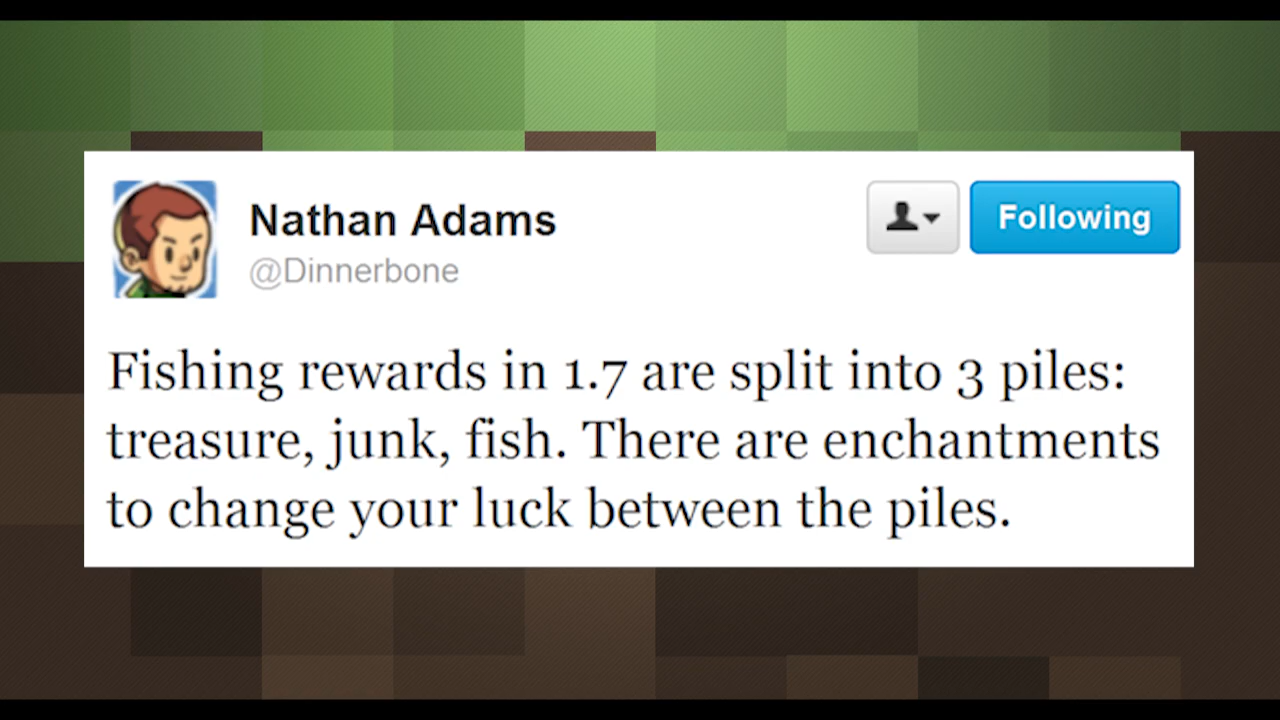 Nathan Adams
@Dinnerbone
Following
Fishing rewards in 1.7 are split into 3 piles:
treasure, junk, fish. There are enchantments
to change your luck between the piles.